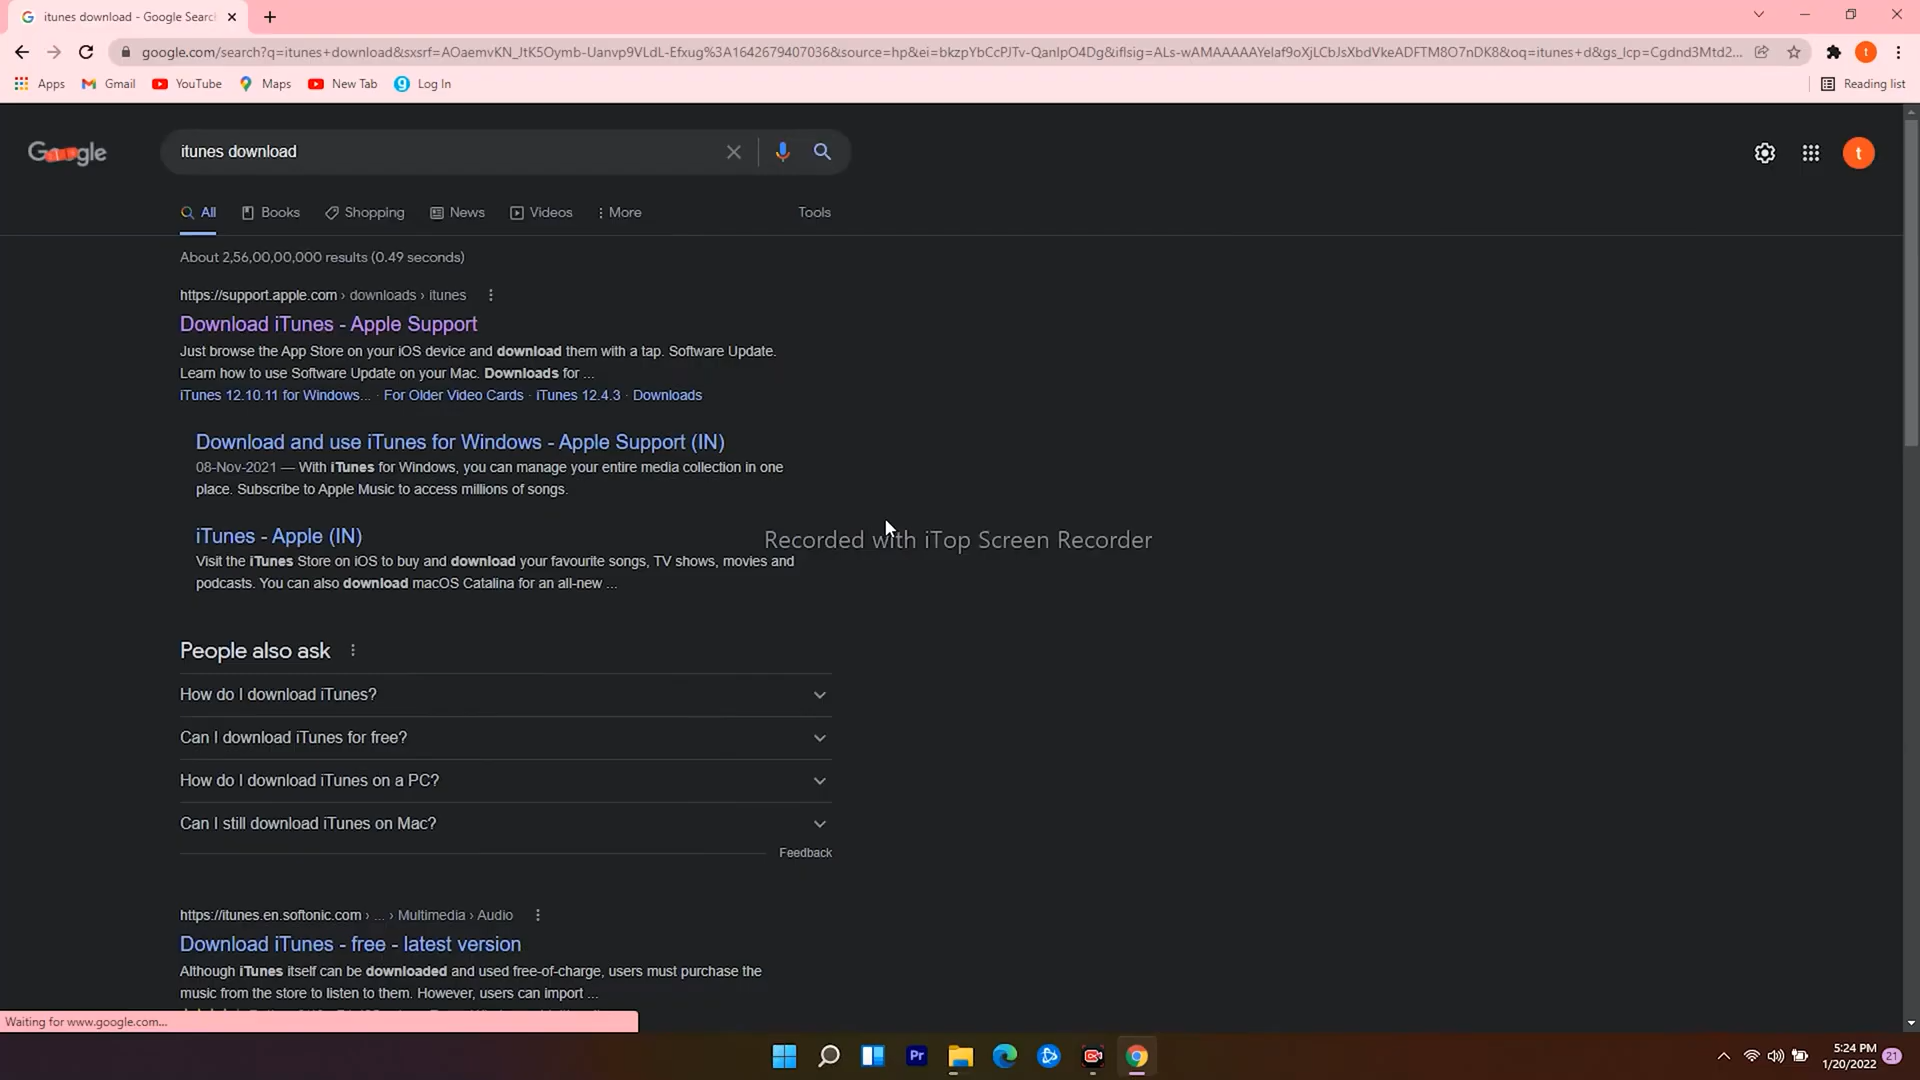 itunes download - Google Searc
google.com/search?q=itunes+download&sxsrf=AOaemvKN_JtK5Oymb-Uanvp9VLdL-Efxug%3A1642679407036&source=hp&ei=bkzpYbCcPJTv-QanlpO4Dg&iflsig=ALs-wAMAAAAAYelaf9oXjLCbJsXbdVkeADFTM8O7nDK8&oq=itunes+d&gs_lcp=Cgdnd3Mtd2...
Apps Gmail YouTube Maps New Tab Log In Reading list
Google
itunes download
t
All Books Shopping News Videos More Tools
About 2,56,00,00,000 results (0.49 seconds)
https://support.apple.com › downloads › itunes
Download iTunes - Apple Support
Just browse the App Store on your iOS device and download them with a tap. Software Update.
Learn how to use Software Update on your Mac. Downloads for ...
iTunes 12.10.11 for Windows... · For Older Video Cards · iTunes 12.4.3 · Downloads
Download and use iTunes for Windows - Apple Support (IN)
08-Nov-2021 — With iTunes for Windows, you can manage your entire media collection in one
place. Subscribe to Apple Music to access millions of songs.
iTunes - Apple (IN)
Recorded with iTop Screen Recorder
Visit the iTunes Store on iOS to buy and download your favourite songs, TV shows, movies and
podcasts. You can also download macOS Catalina for an all-new ...
People also ask
How do I download iTunes?
Can I download iTunes for free?
How do I download iTunes on a PC?
Can I still download iTunes on Mac?
Feedback
https://itunes.en.softonic.com › ... › Multimedia › Audio
Download iTunes - free - latest version
Although iTunes itself can be downloaded and used free-of-charge, users must purchase the
music from the store to listen to them. However, users can import ...
Waiting for www.google.com...
Pr
5:24 PM
1/20/2022
21